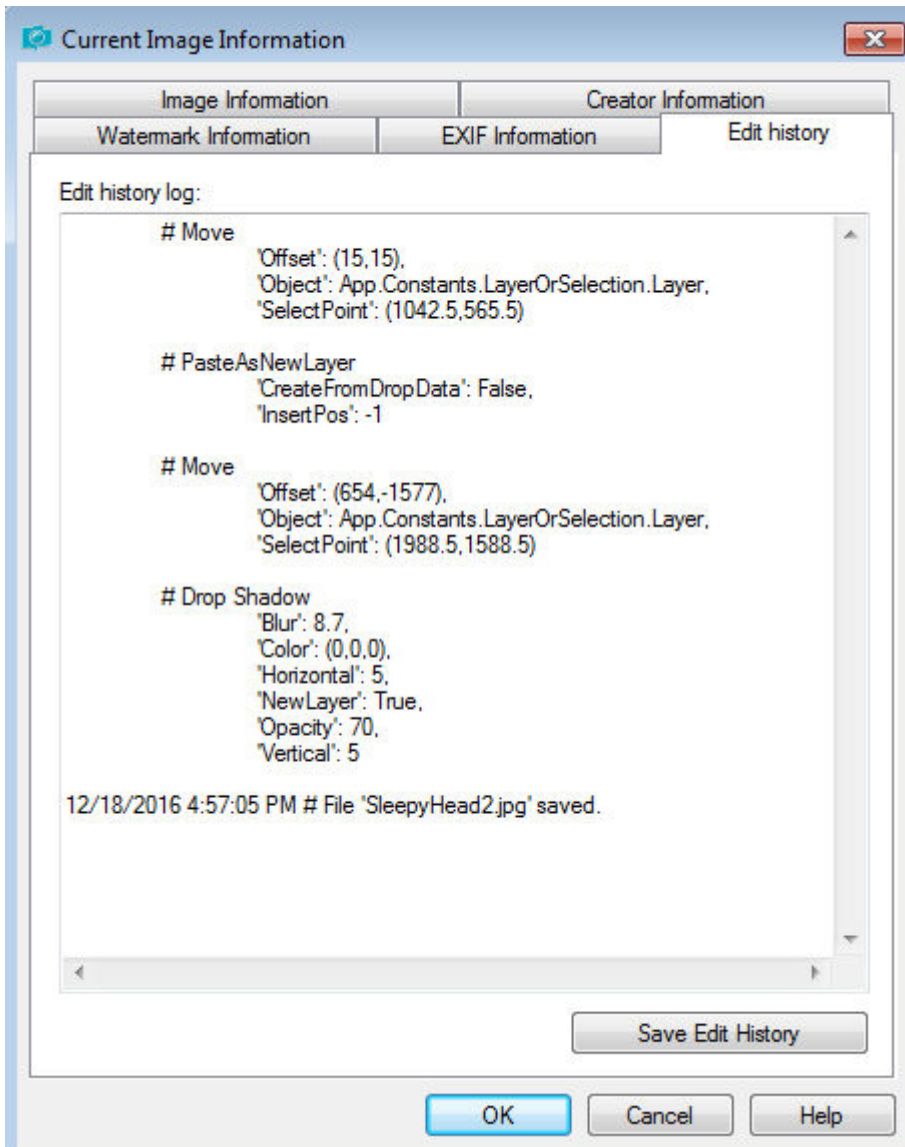 Current Image Information
Image Information
Creator Information
Watermark Information
EXIF Information
Edit history
Edit history log:
# Move
'Offset': (15,15),
'Object': App.Constants.LayerOrSelection.Layer,
'SelectPoint': (1042.5,565.5)
# PasteAsNewLayer
'CreateFromDropData': False,
'InsertPos': -1
# Move
'Offset': (654,-1577),
'Object': App.Constants.LayerOrSelection.Layer,
'SelectPoint': (1988.5,1588.5)
# Drop Shadow
'Blur': 8.7,
'Color': (0,0,0),
'Horizontal': 5,
'NewLayer': True,
'Opacity': 70,
'Vertical': 5
12/18/2016 4:57:05 PM # File 'SleepyHead2.jpg' saved.
Save Edit History
OK
Cancel
Help